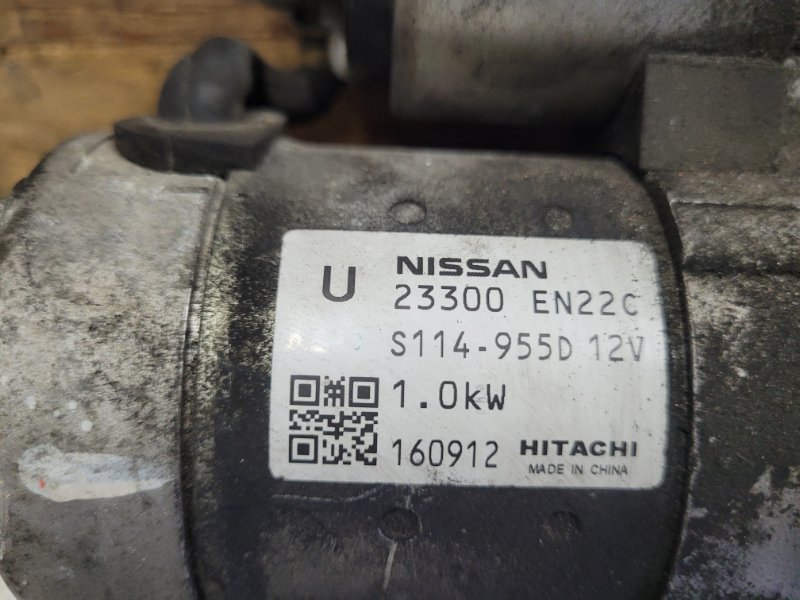 U NISSAN
23300 EN22C
S114-955D 12V
1.0kW
160912 HITACHI
MADE IN CHINA